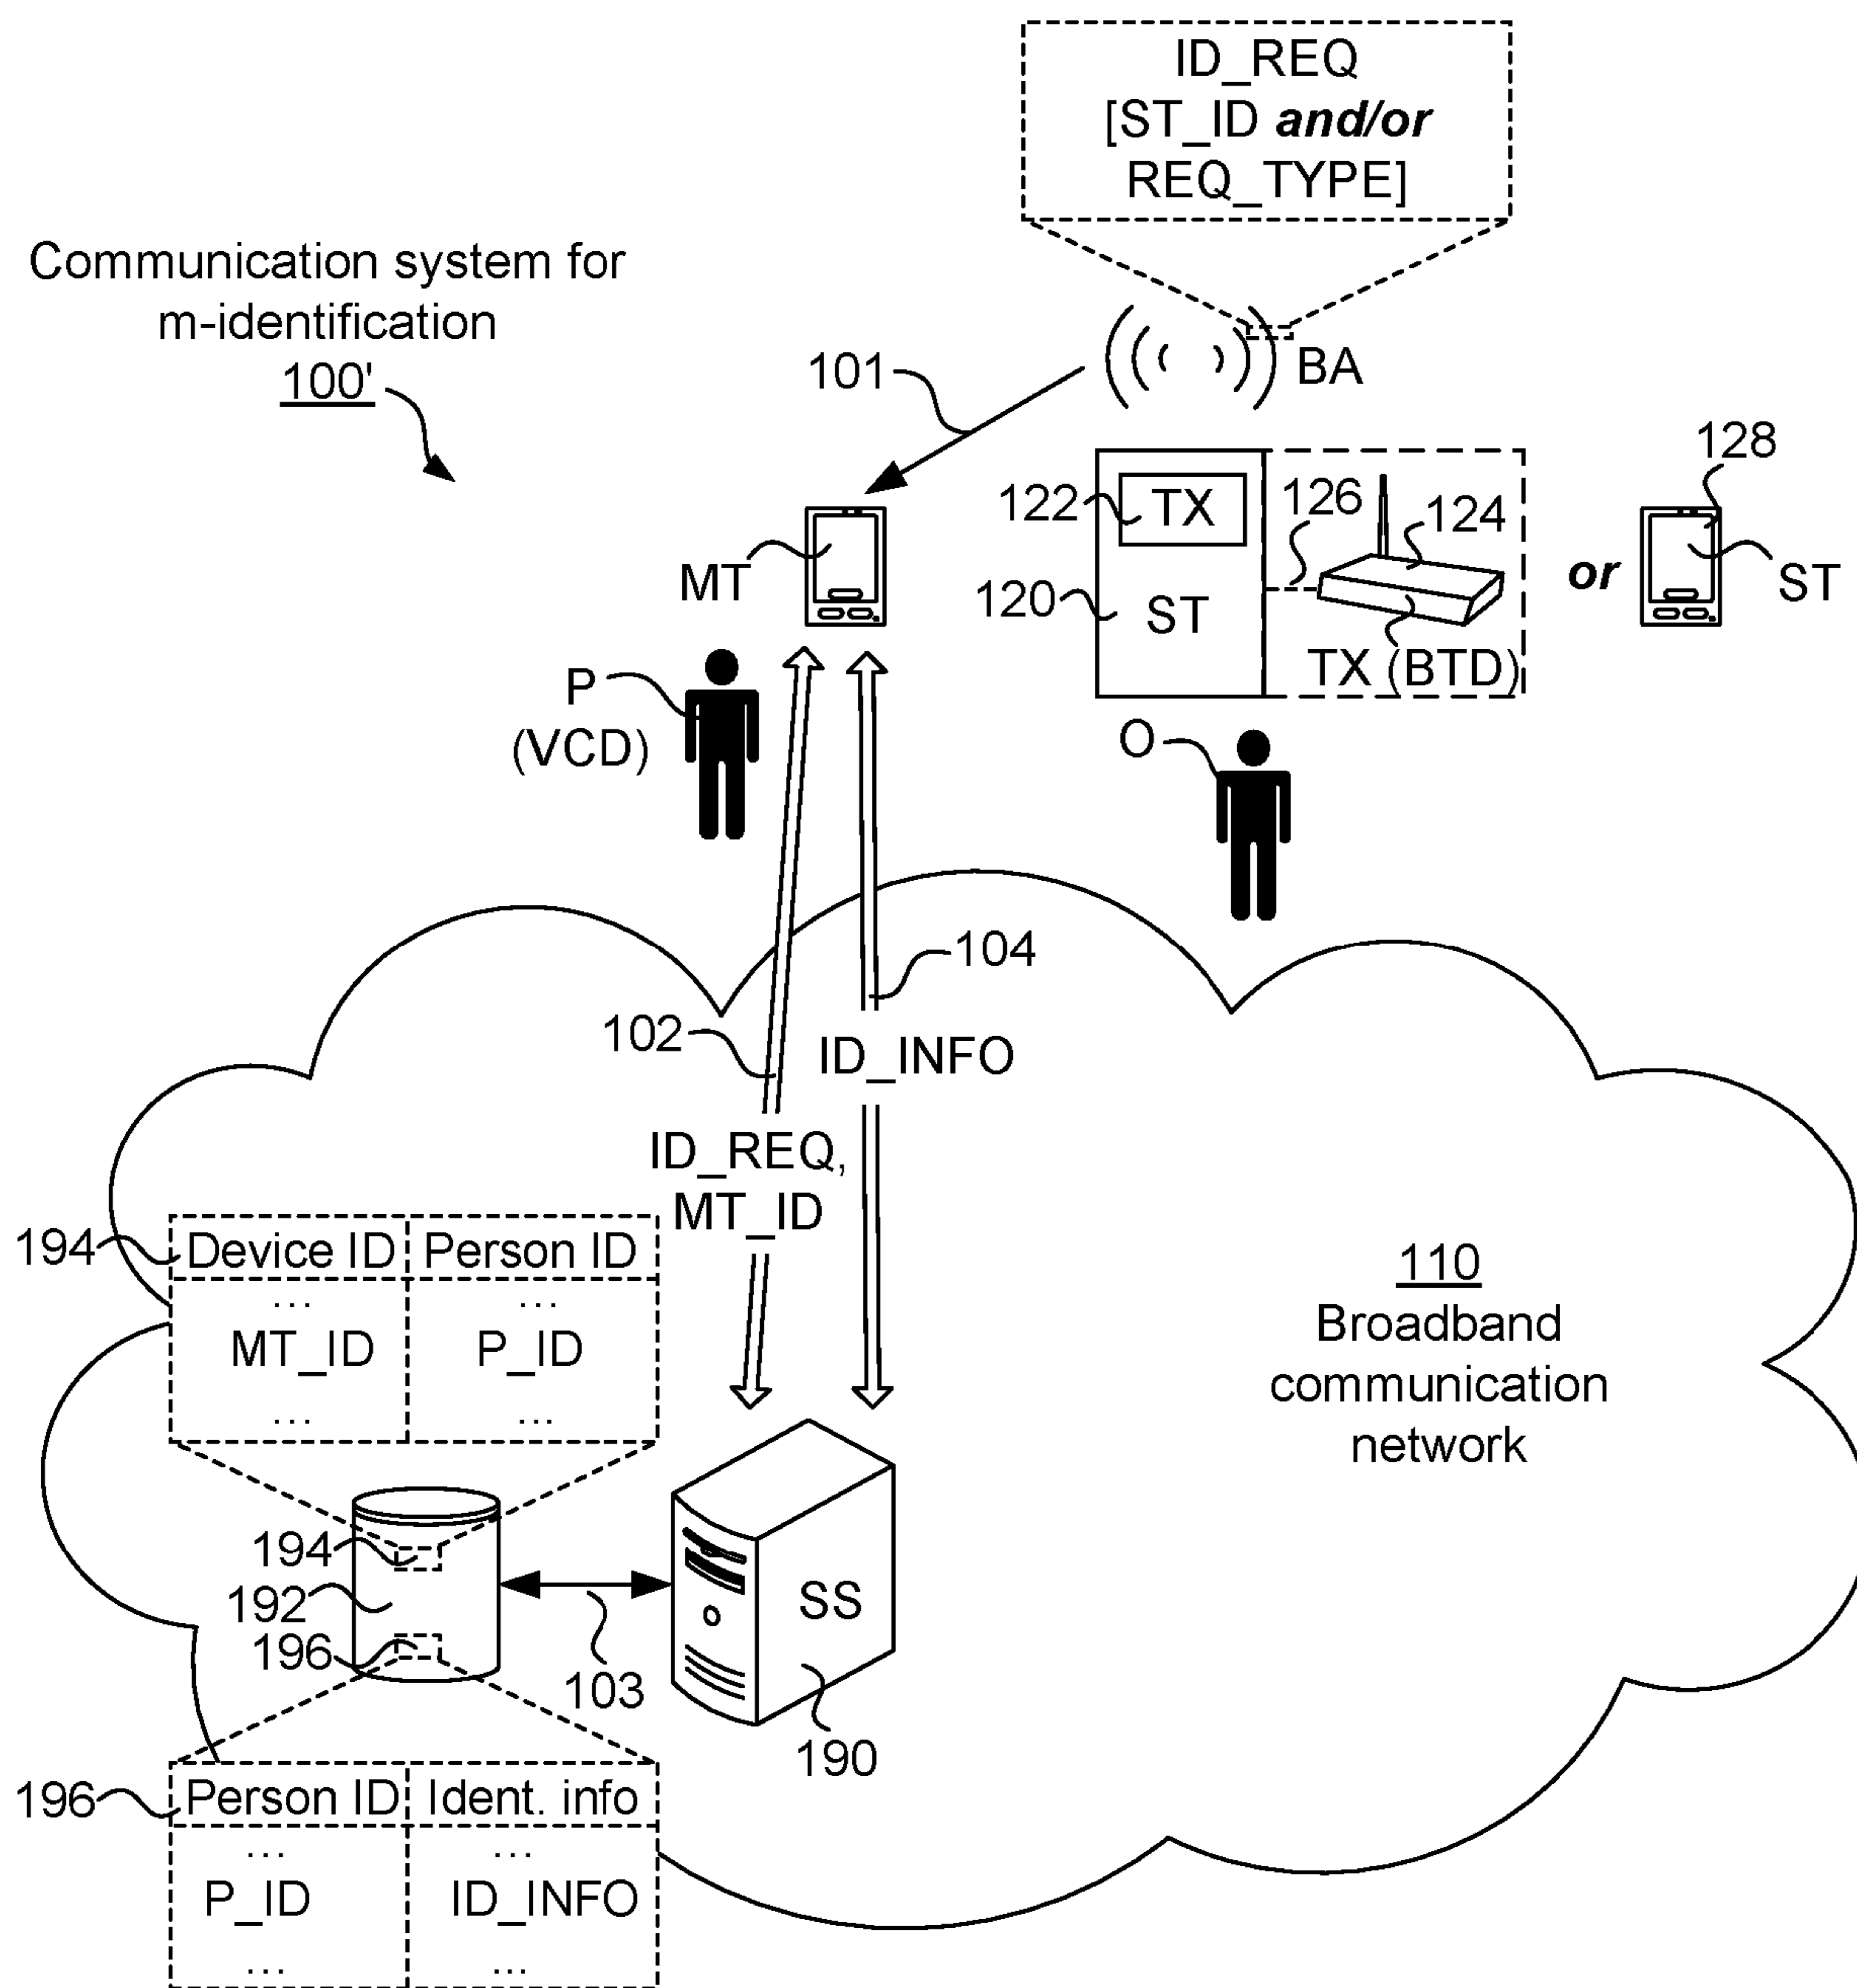 ID_REQ
[ST_ID and/or
REQ_TYPE]
Communication system for
m-identification
100'
101
BA
128
122
TX
126
124
MT
120
ST
or
ST
TX (BTD)
P
(VCD)
O
104
102
ID_INFO
ID_REQ,
MT_ID
194
Device ID
Person ID
...
...
MT_ID
P_ID
...
...
110
Broadband
communication
network
194
192
196
SS
103
190
196
Person ID
Ident. info
...
...
P_ID
ID_INFO
...
...